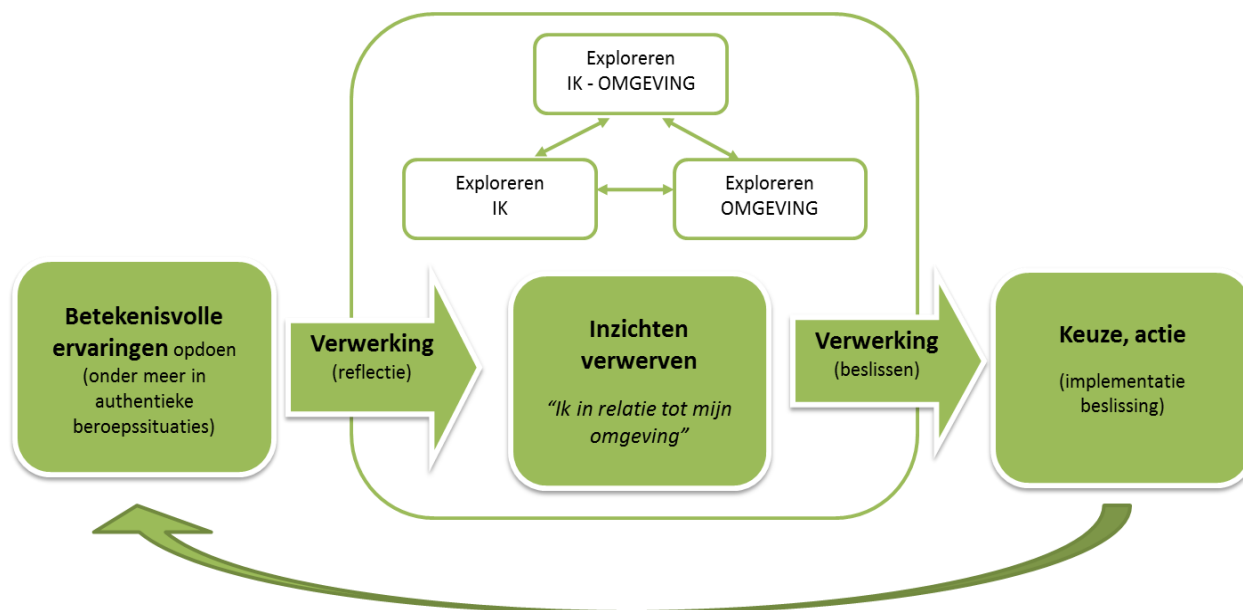 Exploreren
IK - OMGEVING
Exploreren
IK
Exploreren
OMGEVING
Betekenisvolle
ervaringen opdoen
(onder meer in
authentieke
beroepssituaties)
Verwerking
(reflectie)
Inzichten
verwerven
“Ik in relatie tot mijn
omgeving”
Verwerking
(beslissen)
Keuze, actie
(implementatie
beslissing)